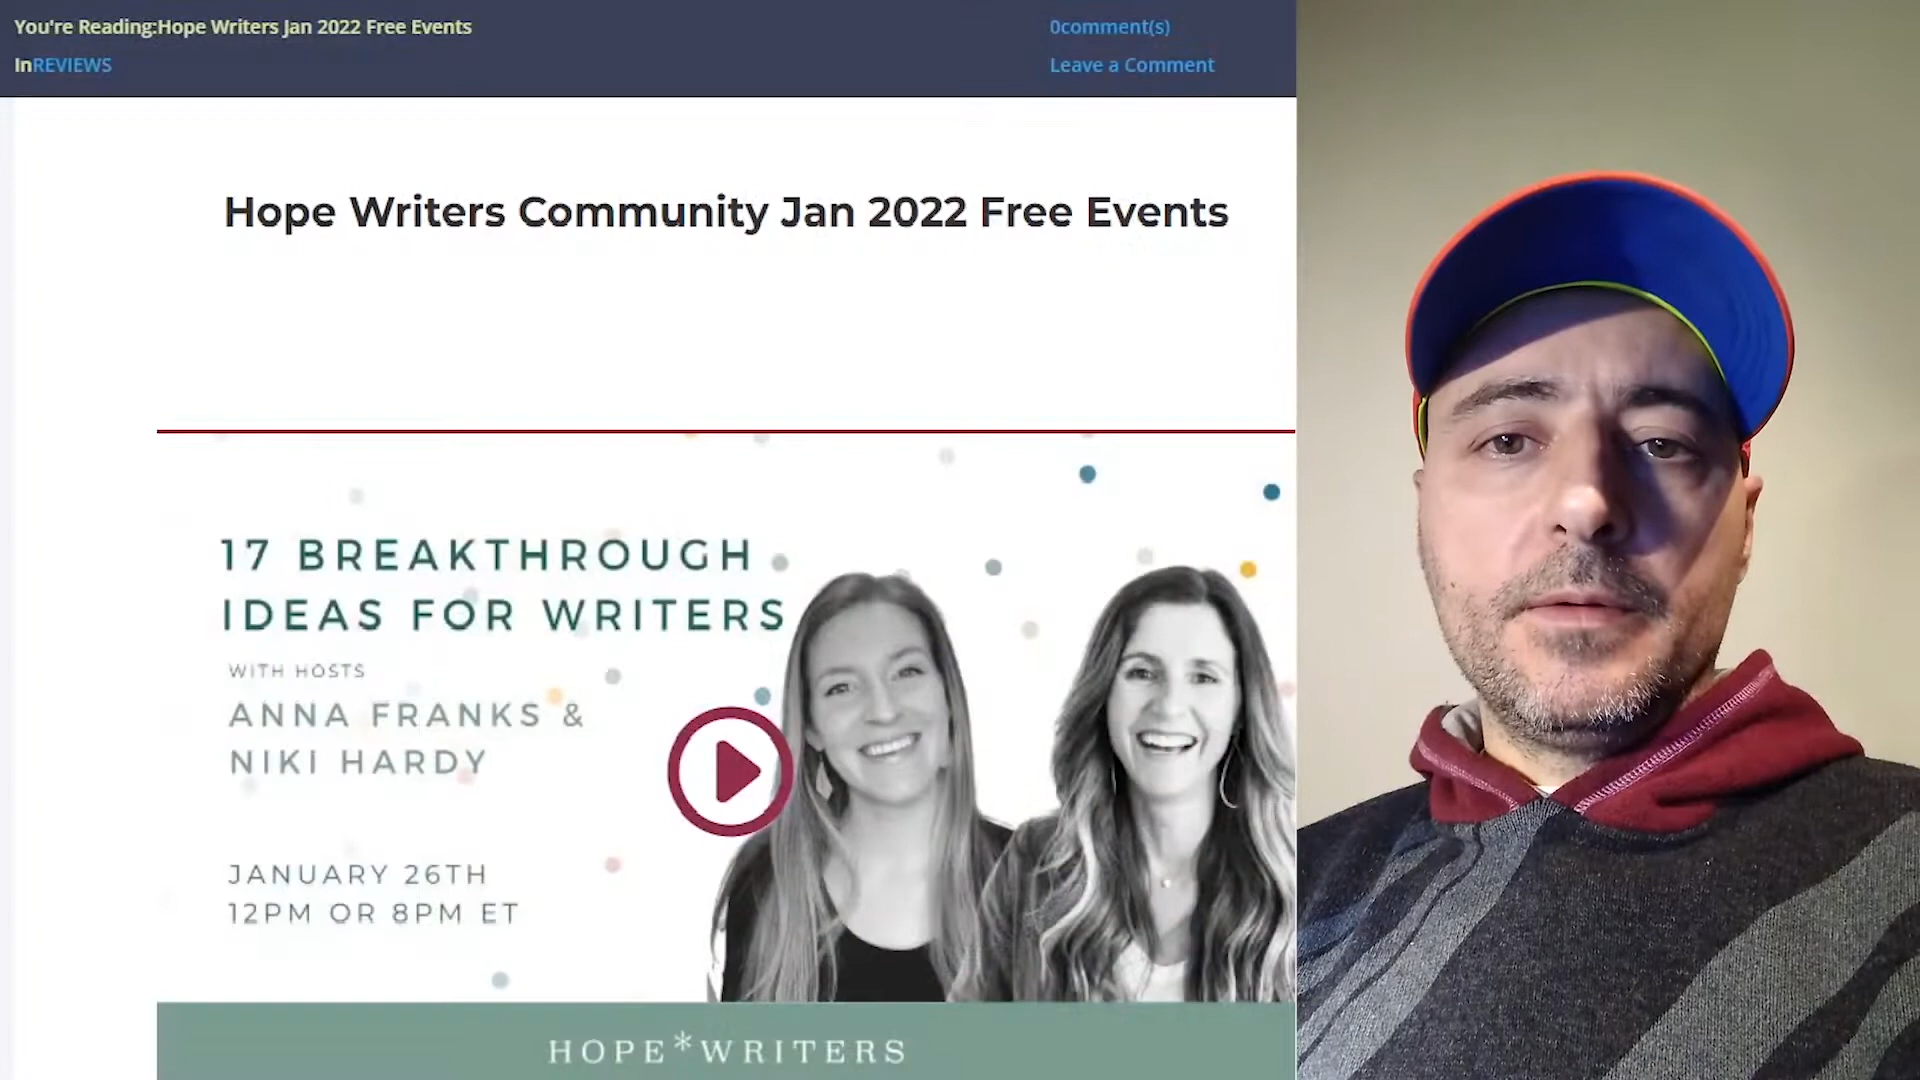 You're Reading:Hope Writers Jan 2022 Free Events
0comment(s)
InREVIEWS
Leave a Comment
Hope Writers Community Jan 2022 Free Events
17 BREAKTHROUGH
IDEAS FOR WRITERS
WITH HOSTS
ANNA FRANKS &
NIKI HARDY
JANUARY 26TH
12PM OR 8PM ET
HOPE*WRITERS